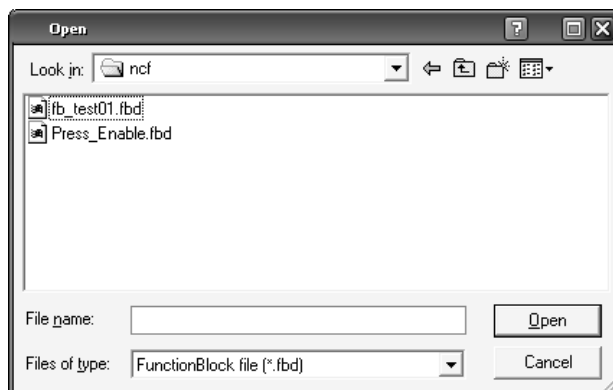 Open
Look in: ncf
fb_test01.fbd
Press_Enable.fbd
File name: Open
Files of type: FunctionBlock file (*.fbd) Cancel